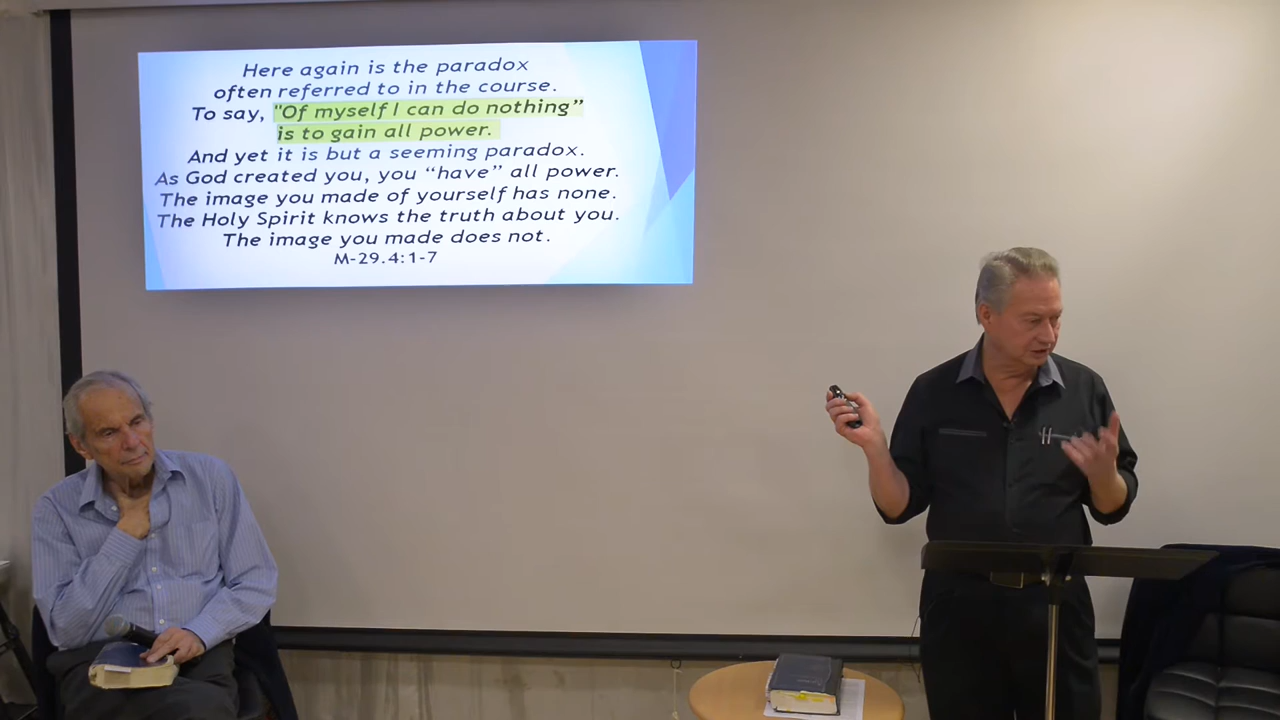 Here again is the paradox
often referred to in the course.
To say, "Of myself I can do nothing”
is to gain all power.
And yet it is but a seeming paradox.
As God created you, you “have” all power.
The image you made of yourself has none.
The Holy Spirit knows the truth about you.
The image you made does not.
M-29.4:1-7